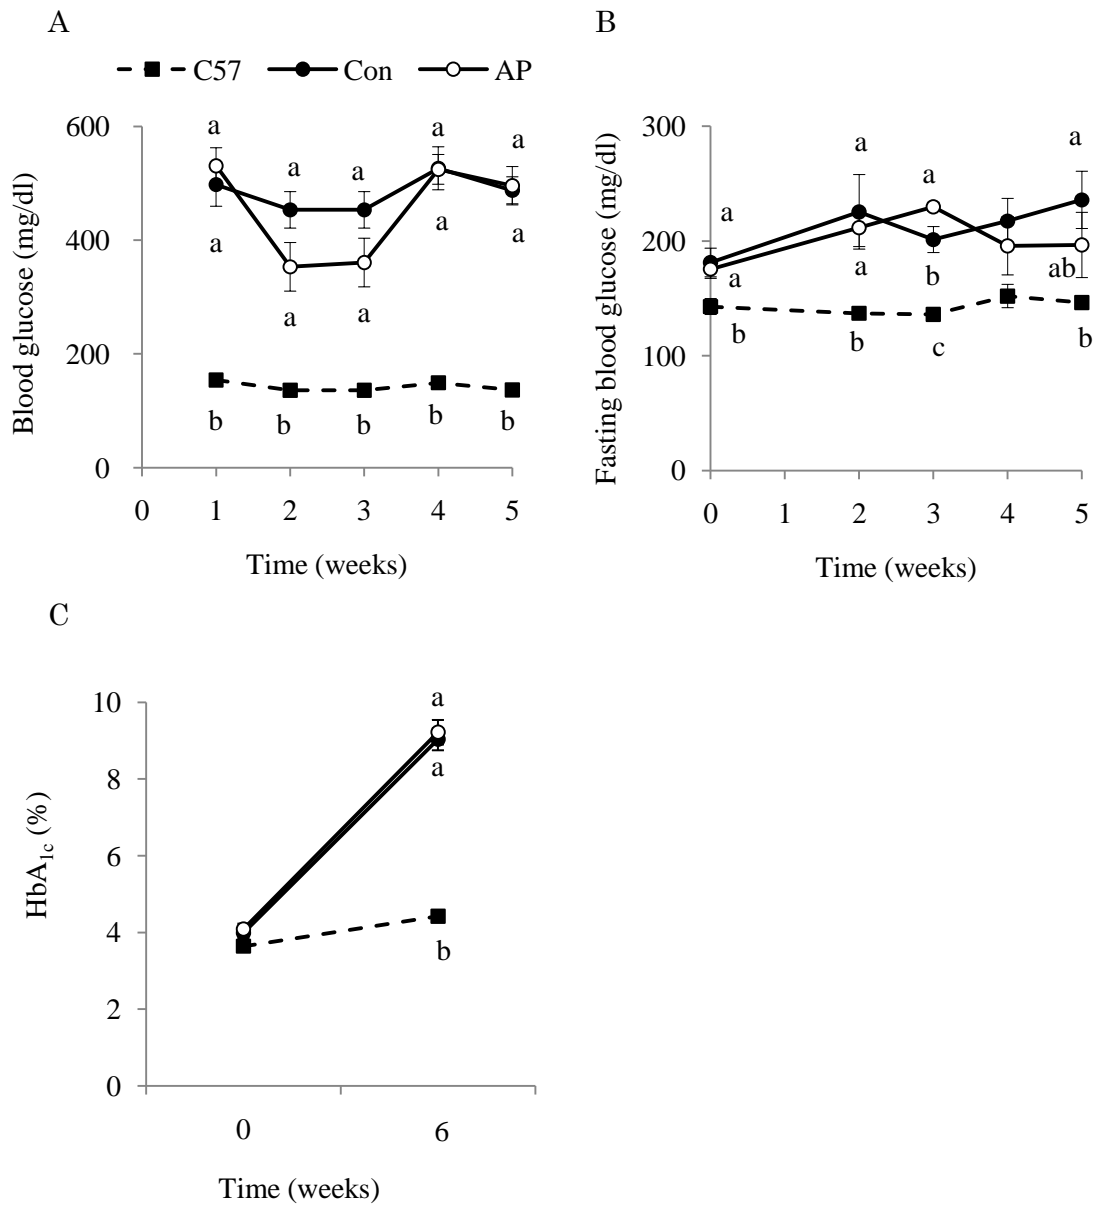 A
B
C57 Con AP
Blood glucose (mg/dl)
600
400
200
0
a a a a a
a a a a a
b b b b b
0 1 2 3 4 5
Time (weeks)
Fasting blood glucose (mg/dl)
300
200
100
0
a a a a
a a b ab
b b c b
0 1 2 3 4 5
Time (weeks)
C
HbA1c (%)
10
8
6
4
2
0
a
a
b
0 6
Time (weeks)